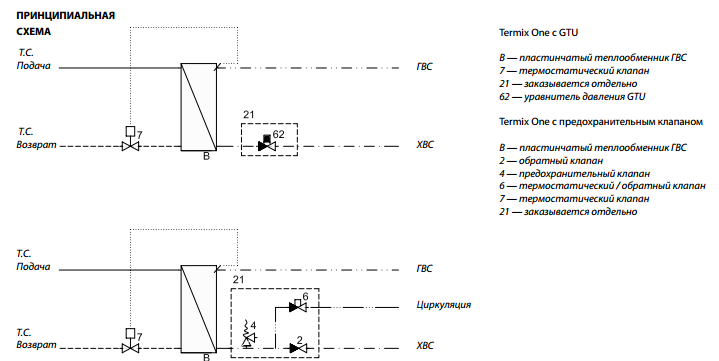 ПРИНЦИПИАЛЬНАЯ
СХЕМА
Т.С.
Подача
ГВС
21
7
62
Т.С.
Возврат
В
ХВС
Termix One с GTU
В — пластинчатый теплообменник ГВС
7 — термостатический клапан
21 — заказывается отдельно
62 — уравнитель давления GTU
Termix One с предохранительным клапаном
В — пластинчатый теплообменник ГВС
2 — обратный клапан
4 — предохранительный клапан
6 — термостатический / обратный клапан
7 — термостатический клапан
21 — заказывается отдельно
Т.С.
Подача
ГВС
21
6
Циркуляция
4
7
2
Т.С.
Возврат
В
ХВС